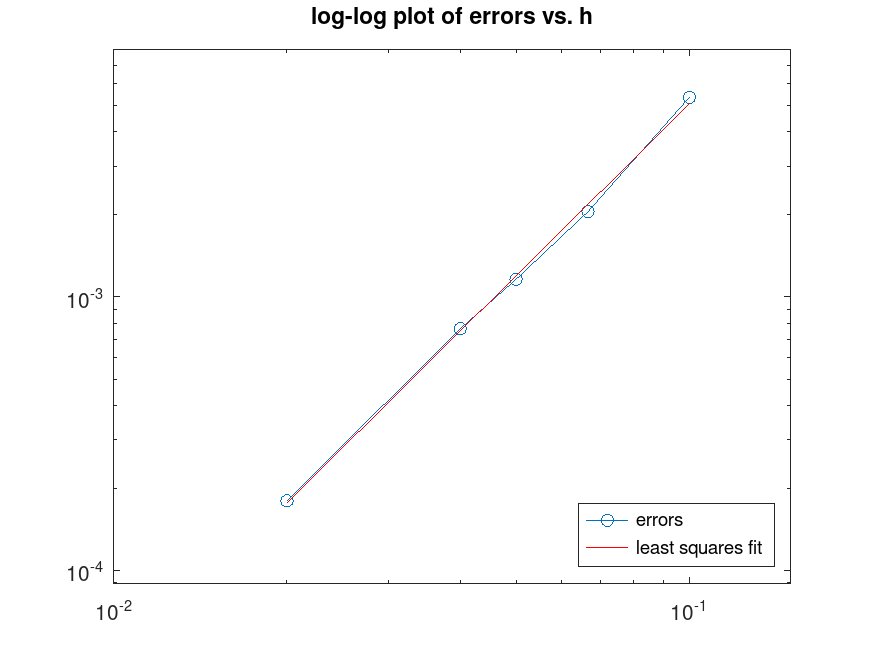 log-log plot of errors vs. h
10-3
10-4
10-2
10-1
errors
least squares fit